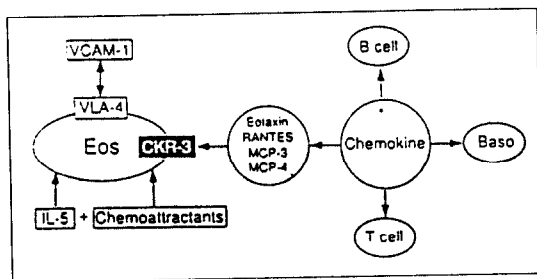 VCAM-1
VLA-4
Eos
CKR-3
IL-5 + Chemoattractants
Eotaxin
RANTES
MCP-3
MCP-4
Chemokine
B cell
Baso
T cell